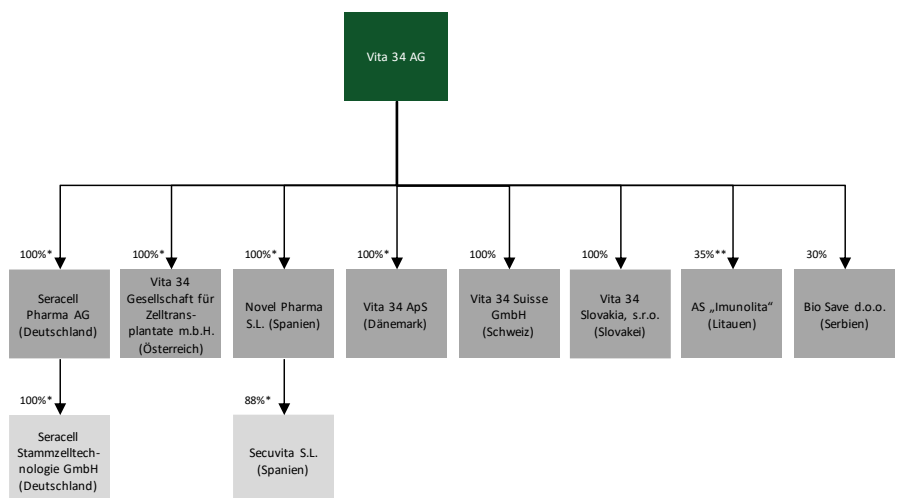 Vita 34 AG
100%*
100%*
100%*
100%*
100%
100%
35%**
30%
Seracell
Pharma AG
(Deutschland)
Vita 34
Gesellschaft für
Zelltrans-
plantate m.b.H.
(Österreich)
Novel Pharma
S.L. (Spanien)
Vita 34 ApS
(Dänemark)
Vita 34 Suisse
GmbH
(Schweiz)
Vita 34
Slovakia, s.r.o.
(Slovakei)
AS „Imunolita“
(Litauen)
Bio Save d.o.o.
(Serbien)
100%*
88%*
Seracell
Stammzelltech-
nologie GmbH
(Deutschland)
Secuvita S.L.
(Spanien)